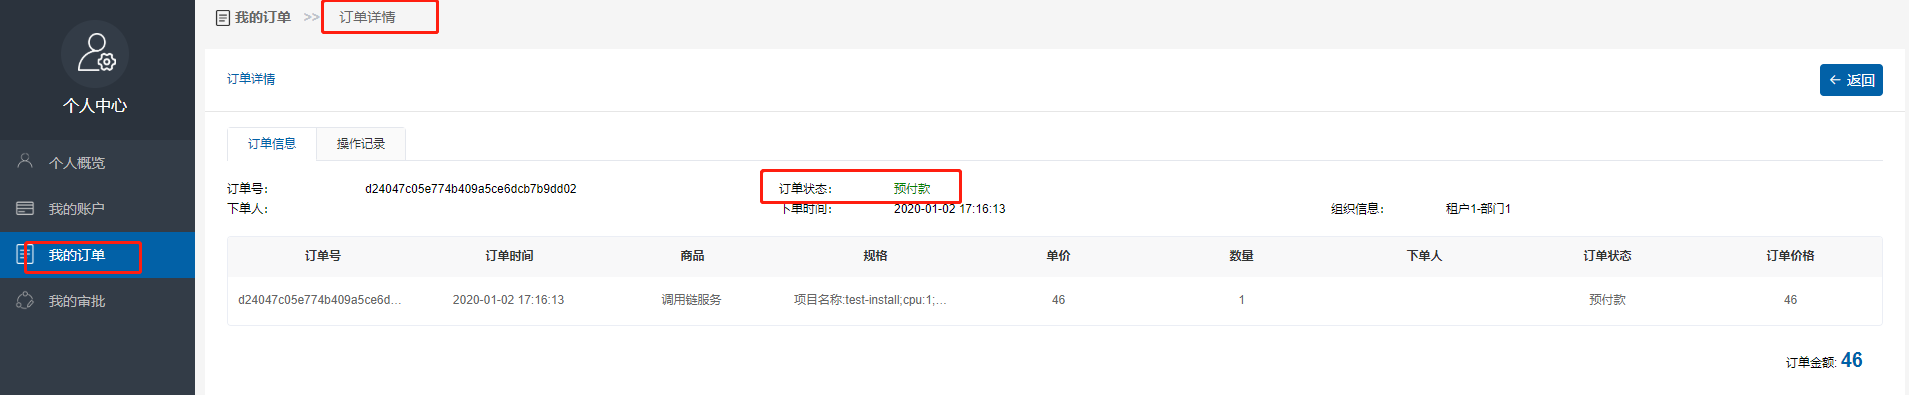 我的订单 >> 订单详情
个人中心
个人概览
我的账户
我的订单
我的审批
订单详情
← 返回
订单信息 操作记录
订单号: d24047c05e774b409a5ce6dcb7b9dd02 订单状态: 预付款
下单人: 下单时间: 2020-01-02 17:16:13 组织信息: 租户1-部门1
订单号 订单时间 商品 规格 单价 数量 下单人 订单状态 订单价格
d24047c05e774b409a5ce6d... 2020-01-02 17:16:13 调用链服务 项目名称:test-install;cpu:1;... 46 1 预付款 46
订单金额: 46